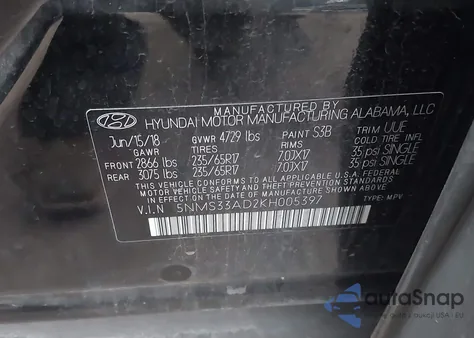 MANUFACTURED BY
HYUNDAI MOTOR MANUFACTURING ALABAMA, LLC
Jun/15/18 GVWR 4729 lbs PAINT S3B TRIM UUE
GAWR TIRES RIMS COLD TIRE INFL
FRONT 2866 lbs 235/65R17 7.0JX17 35 PSI SINGLE
REAR 3075 lbs 235/65R17 7.0JX17 35 PSI SINGLE
THIS VEHICLE CONFORMS TO ALL APPLICABLE U.S. FEDERAL
MOTOR VEHICLE SAFETY AND THEFT PREVENTION
STANDARDS IN EFFECT ON THE DATE OF MANUFACTURE SHOWN ABOVE.
V.I.N 5NMS33AD2KH005397 TYPE: MPV
autoSnap